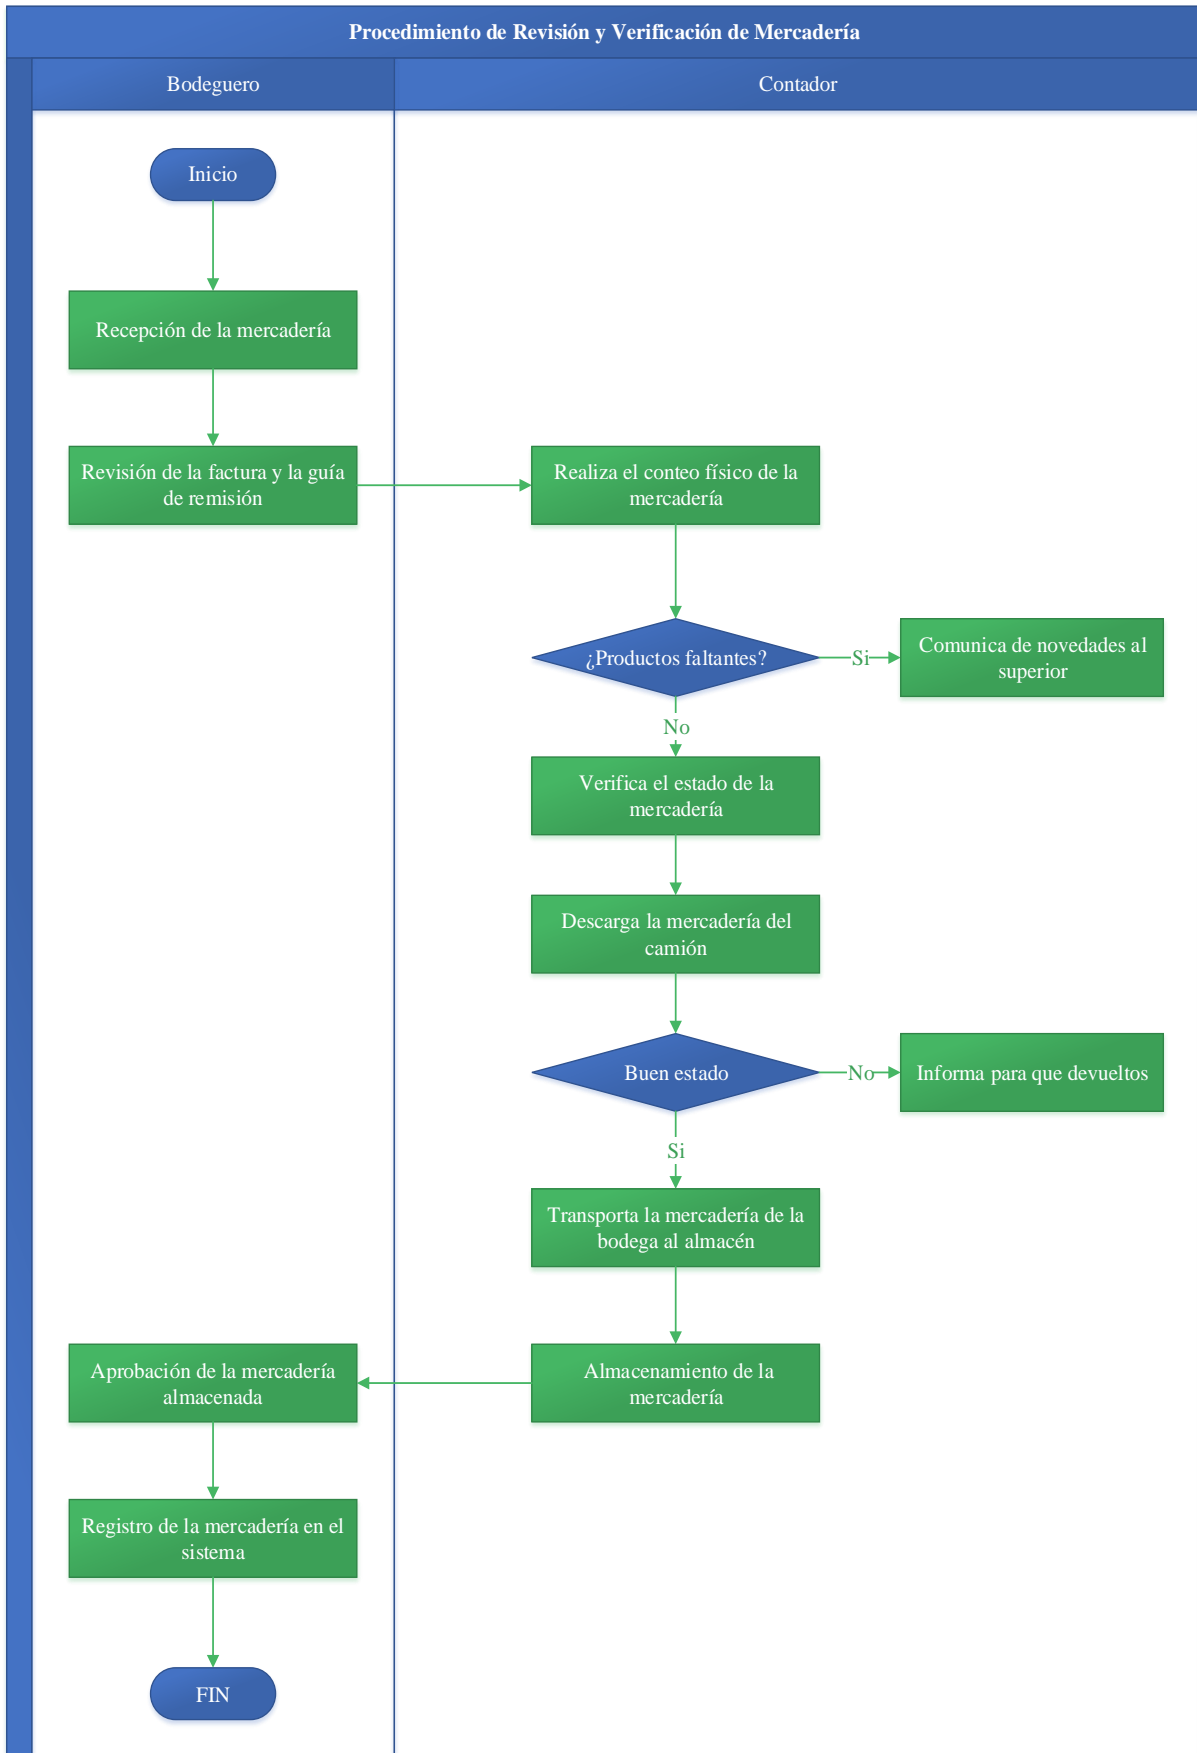 Procedimiento de Revisión y Verificación de Mercadería
Bodeguero
Contador
Inicio
Recepción de la mercadería
Revisión de la factura y la guía
de remisión
Realiza el conteo físico de la
mercadería
¿Productos faltantes?
Si
Comunica de novedades al
superior
No
Verifica el estado de la
mercadería
Descarga la mercadería del
camión
Buen estado
No
Informa para que devueltos
Si
Transporta la mercadería de la
bodega al almacén
Almacenamiento de la
mercadería
Aprobación de la mercadería
almacenada
Registro de la mercadería en el
sistema
FIN